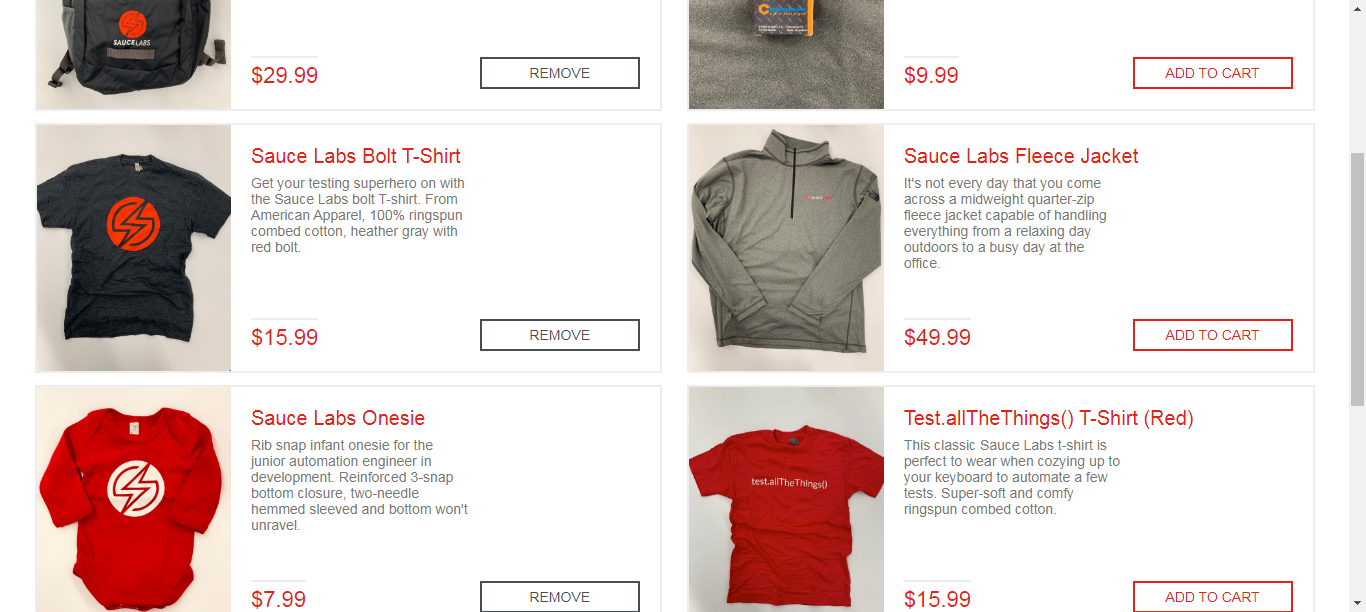 SAUCELABS
$29.99
REMOVE
$9.99
ADD TO CART
Sauce Labs Bolt T-Shirt
Get your testing superhero on with
the Sauce Labs bolt T-shirt. From
American Apparel, 100% ringspun
combed cotton, heather gray with
red bolt.
$15.99
REMOVE
Sauce Labs Fleece Jacket
It's not every day that you come
across a midweight quarter-zip
fleece jacket capable of handling
everything from a relaxing day
outdoors to a busy day at the
office.
$49.99
ADD TO CART
Sauce Labs Onesie
Rib snap infant onesie for the
junior automation engineer in
development. Reinforced 3-snap
bottom closure, two-needle
hemmed sleeved and bottom won't
unravel.
$7.99
REMOVE
test.allTheThings()
Test.allTheThings() T-Shirt (Red)
This classic Sauce Labs t-shirt is
perfect to wear when cozying up to
your keyboard to automate a few
tests. Super-soft and comfy
ringspun combed cotton.
$15.99
ADD TO CART